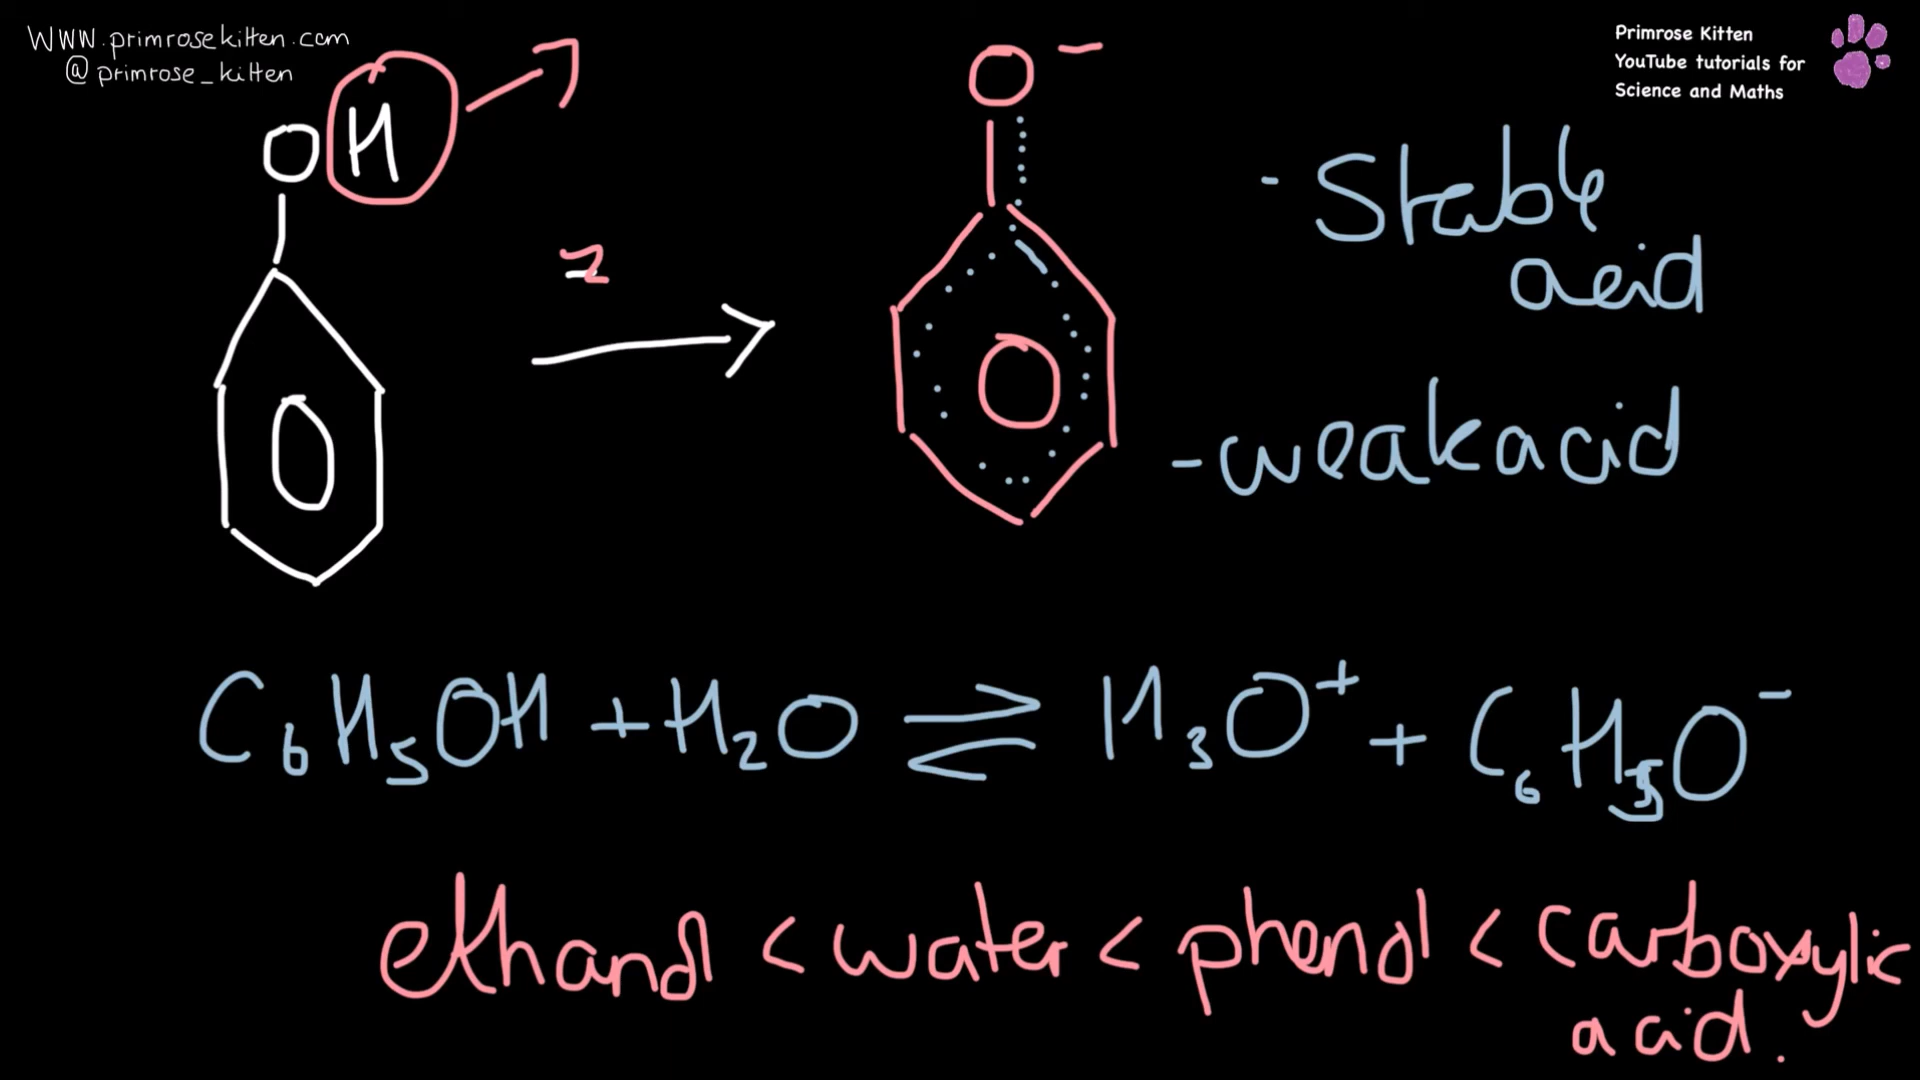 WWW.primrosekitten.com
@primrose_kitten
Primrose Kitten
YouTube tutorials for
Science and Maths
OH
O⁻
- Stable
acid
- weak acid
C₆H₅OH + H₂O ⇌ H₃O⁺ + C₆H₅O⁻
ethanol < water < phenol < carboxylic
acid.